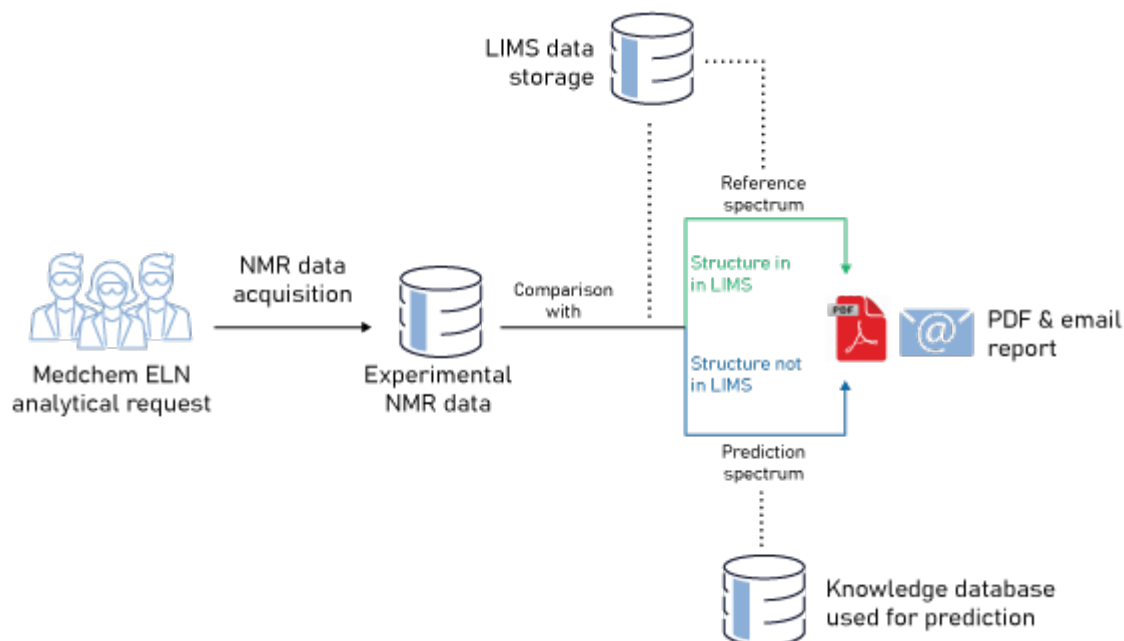 LIMS data
storage
Reference
spectrum
NMR data
acquisition
Comparison
with
Structure in
in LIMS
PDF
@
PDF & email
report
Medchem ELN
analytical request
Experimental
NMR data
Structure not
in LIMS
Prediction
spectrum
Knowledge database
used for prediction